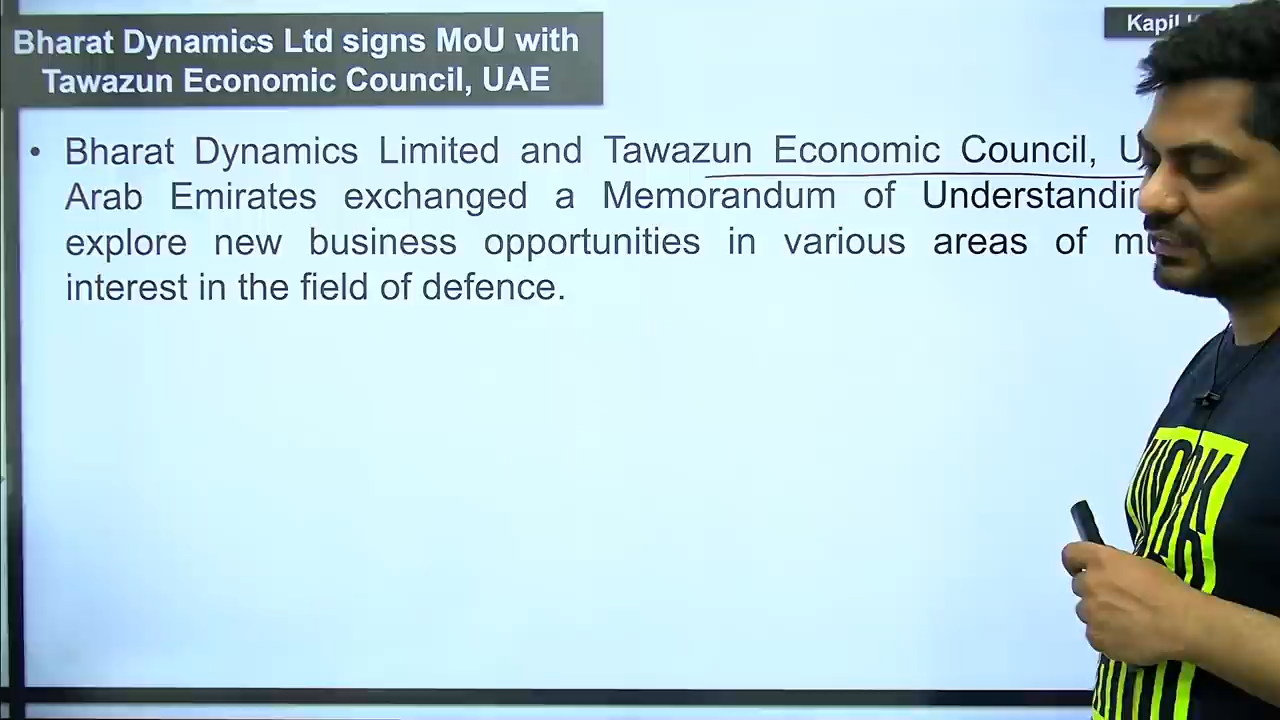 Bharat Dynamics Ltd signs MoU with
Tawazun Economic Council, UAE
Kapil
• Bharat Dynamics Limited and Tawazun Economic Council,
Arab Emirates exchanged a Memorandum of
explore new business opportunities in various areas of
interest in the field of defence.
WORK